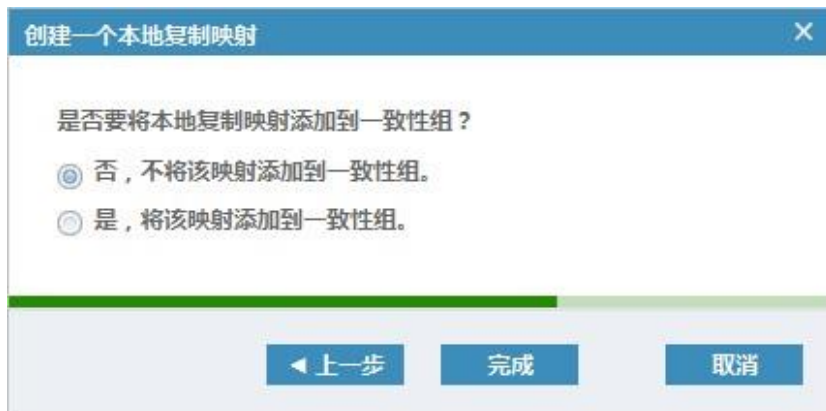 创建一个本地复制映射
是否要将本地复制映射添加到一致性组？
否，不将该映射添加到一致性组。
是，将该映射添加到一致性组。
◀ 上一步 完成 取消